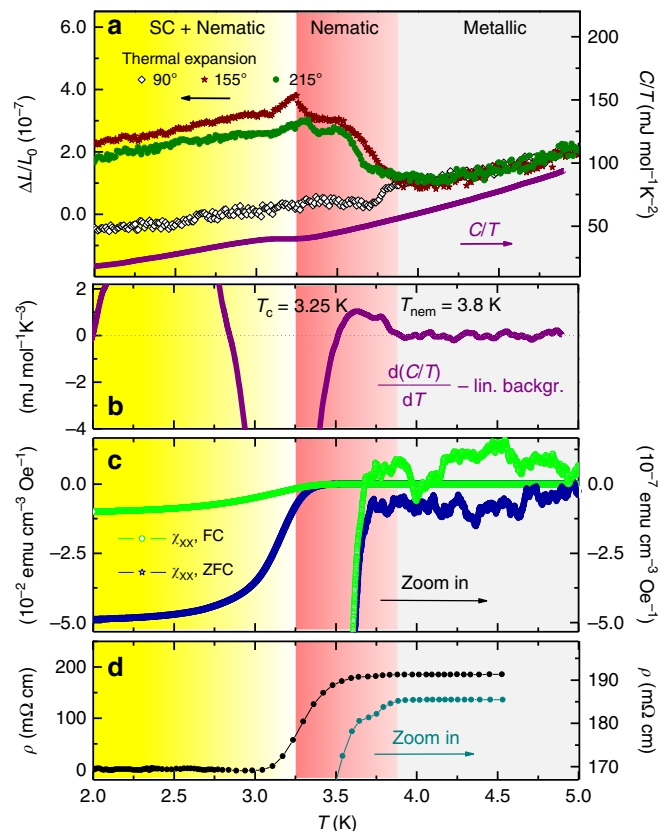 a
SC + Nematic
Nematic
Metallic
Thermal expansion
90° 155° 215°
6.0
4.0
2.0
0.0
ΔL/L₀ (10⁻⁷)
200
150
100
50
C/T
(mJ mol⁻¹K⁻²)
C/T
b
T_c = 3.25 K
T_nem = 3.8 K
2
0
−2
−4
(mJ mol⁻¹K⁻³)
d(C/T)
dT
– lin. backgr.
c
0.0
−2.5
−5.0
(10⁻² emu cm⁻³ Oe⁻¹)
χ_xx, FC
χ_xx, ZFC
Zoom in
0.0
−2.5
−5.0
(10⁻⁷ emu cm⁻³ Oe⁻¹)
d
200
100
0
ρ (mΩ cm)
Zoom in
190
180
170
ρ (mΩ cm)
2.0 2.5 3.0 3.5 4.0 4.5 5.0
T (K)